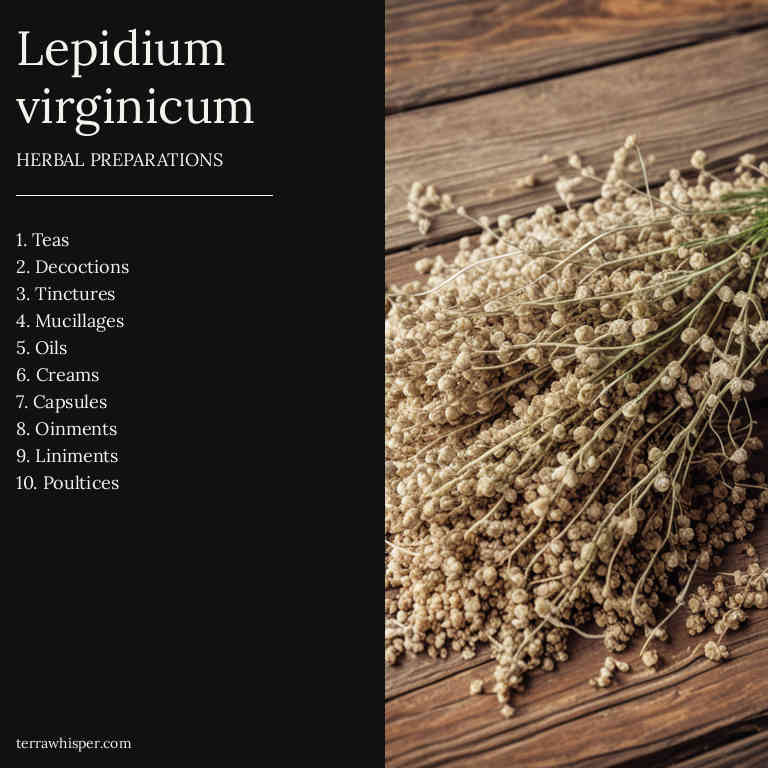 Lepidium
virginicum
HERBAL PREPARATIONS
1. Teas
2. Decoctions
3. Tinctures
4. Mucillages
5. Oils
6. Creams
7. Capsules
8. Oinments
9. Liniments
10. Poultices
terrawhisper.com